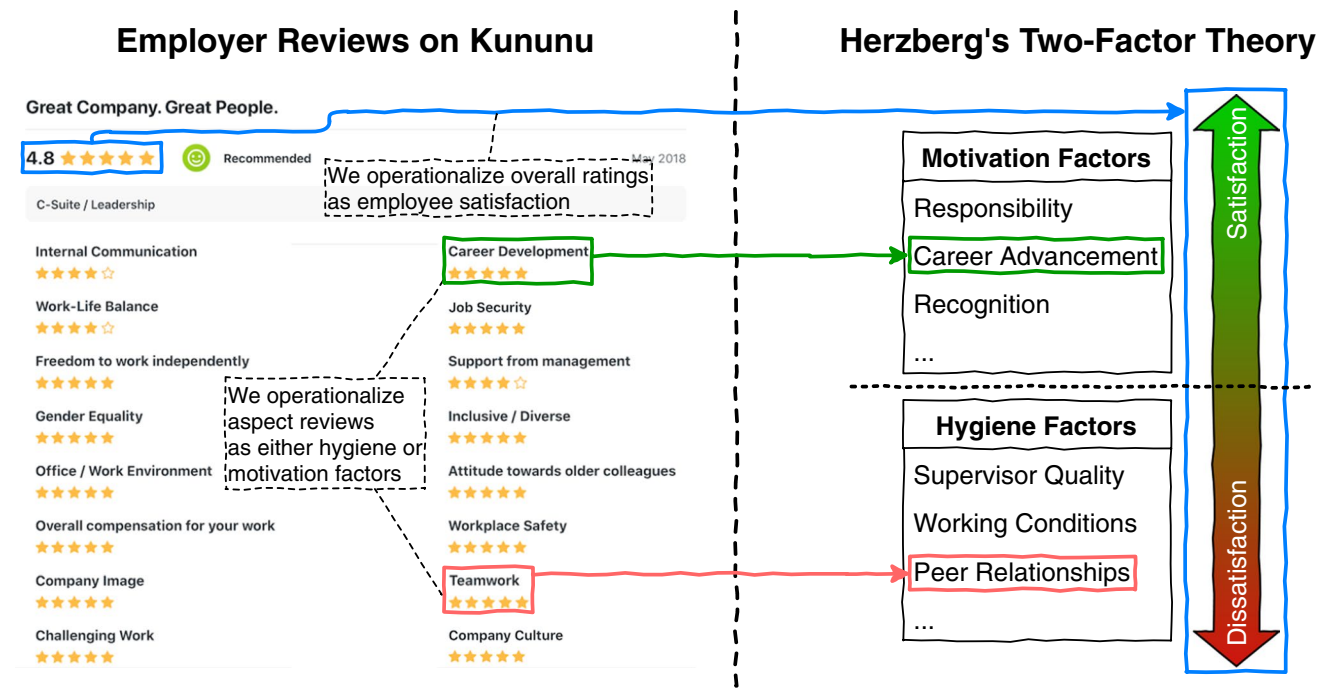 Employer Reviews on Kununu
Herzberg's Two-Factor Theory
Great Company. Great People.
4.8
Recommended
May 2018
We operationalize overall ratings
as employee satisfaction
C-Suite / Leadership
Internal Communication
Career Development
Work-Life Balance
Job Security
Freedom to work independently
Support from management
We operationalize
aspect reviews
as either hygiene or
motivation factors
Gender Equality
Inclusive / Diverse
Office / Work Environment
Attitude towards older colleagues
Overall compensation for your work
Workplace Safety
Company Image
Teamwork
Challenging Work
Company Culture
Motivation Factors
Responsibility
Career Advancement
Recognition
...
Hygiene Factors
Supervisor Quality
Working Conditions
Peer Relationships
...
Satisfaction
Dissatisfaction